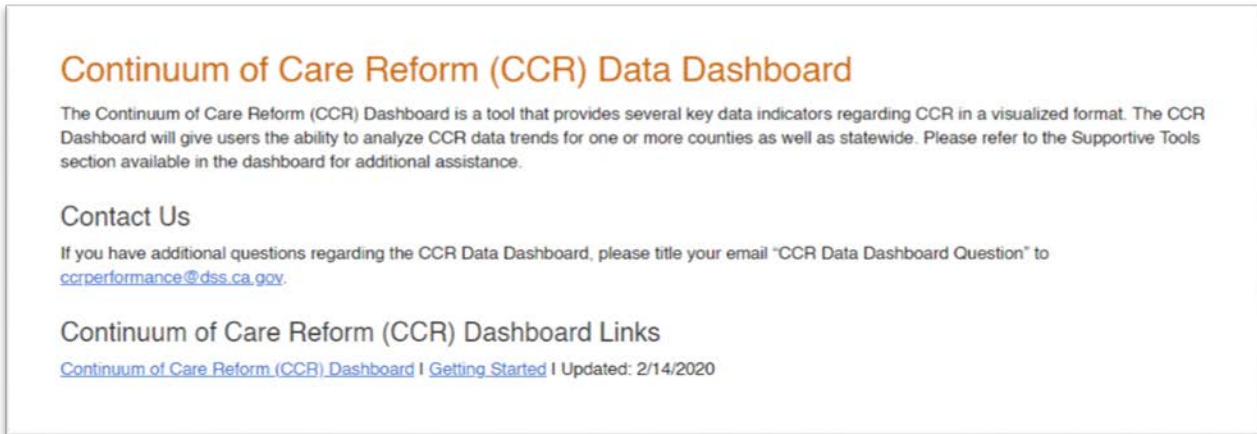 Continuum of Care Reform (CCR) Data Dashboard
The Continuum of Care Reform (CCR) Dashboard is a tool that provides several key data indicators regarding CCR in a visualized format. The CCR
Dashboard will give users the ability to analyze CCR data trends for one or more counties as well as statewide. Please refer to the Supportive Tools
section available in the dashboard for additional assistance.
Contact Us
If you have additional questions regarding the CCR Data Dashboard, please title your email “CCR Data Dashboard Question” to
ccrperformance@dss.ca.gov.
Continuum of Care Reform (CCR) Dashboard Links
Continuum of Care Reform (CCR) Dashboard I Getting Started I Updated: 2/14/2020